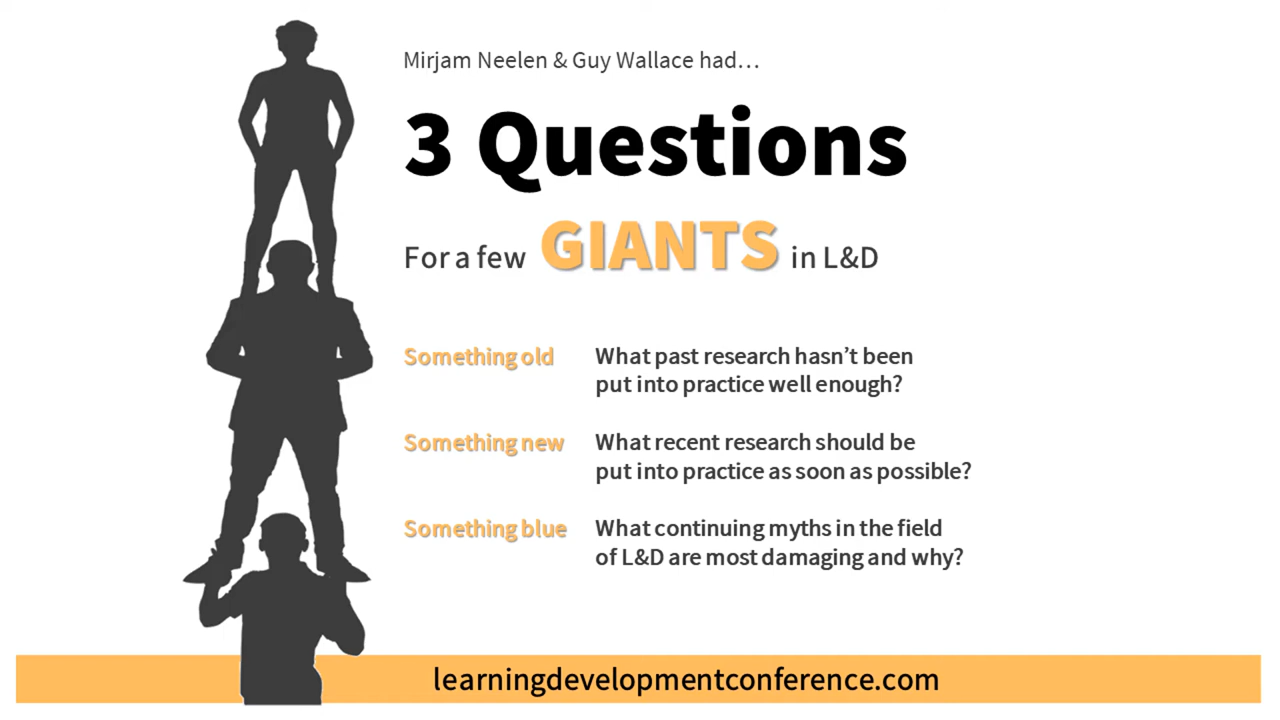 Mirjam Neelen & Guy Wallace had…
3 Questions
For a few GIANTS in L&D
Something old What past research hasn’t been
put into practice well enough?
Something new What recent research should be
put into practice as soon as possible?
Something blue What continuing myths in the field
of L&D are most damaging and why?
learningdevelopmentconference.com